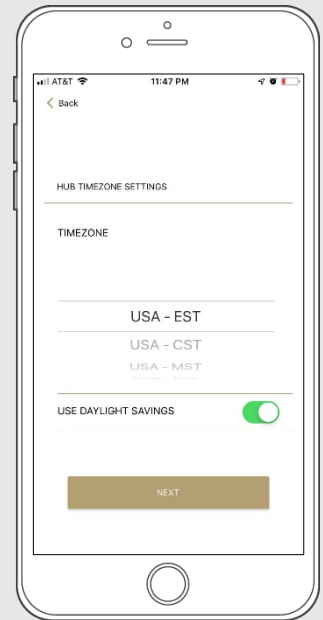 AT&T 11:47 PM
Back
HUB TIMEZONE SETTINGS
TIMEZONE
USA - EST
USA - CST
USA - MST
USE DAYLIGHT SAVINGS
NEXT